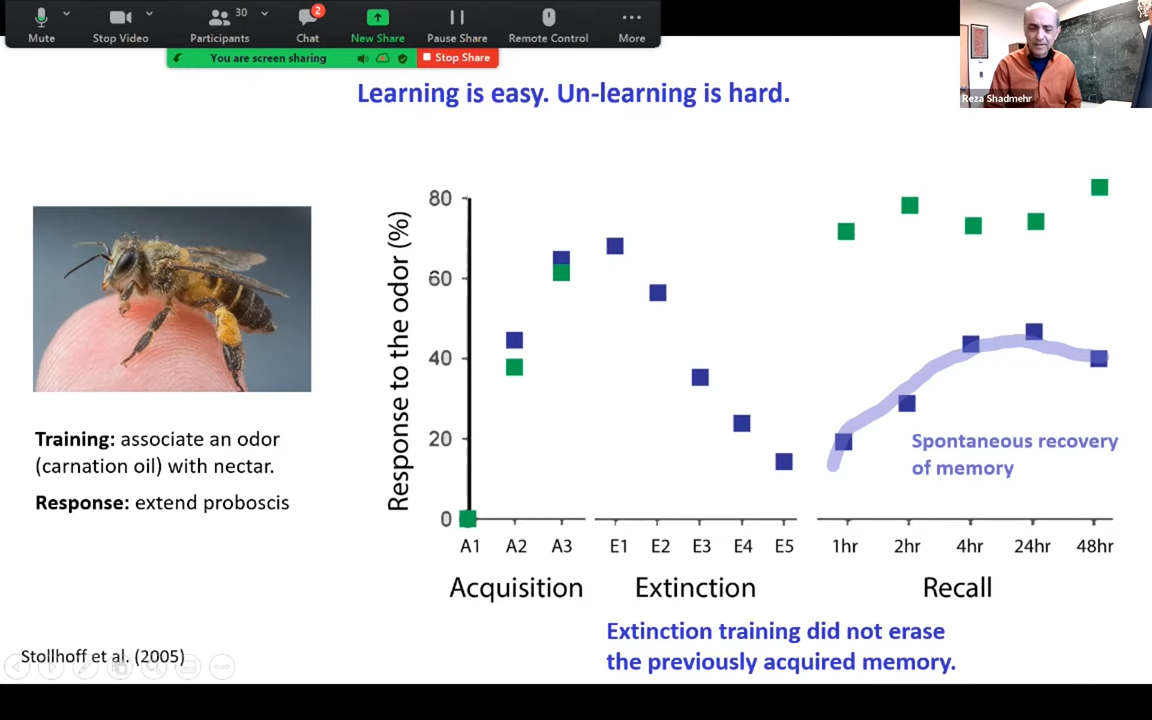 Mute
Stop Video
Participants
30
Chat
2
New Share
Pause Share
Remote Control
More
You are screen sharing
Stop Share
Reza Shadmehr
Learning is easy. Un-learning is hard.
Training: associate an odor
(carnation oil) with nectar.
Response: extend proboscis
Response to the odor (%)
80
60
40
20
0
A1 A2 A3 E1 E2 E3 E4 E5 1hr 2hr 4hr 24hr 48hr
Acquisition Extinction Recall
Spontaneous recovery
of memory
Extinction training did not erase
the previously acquired memory.
Stollhoff et al. (2005)